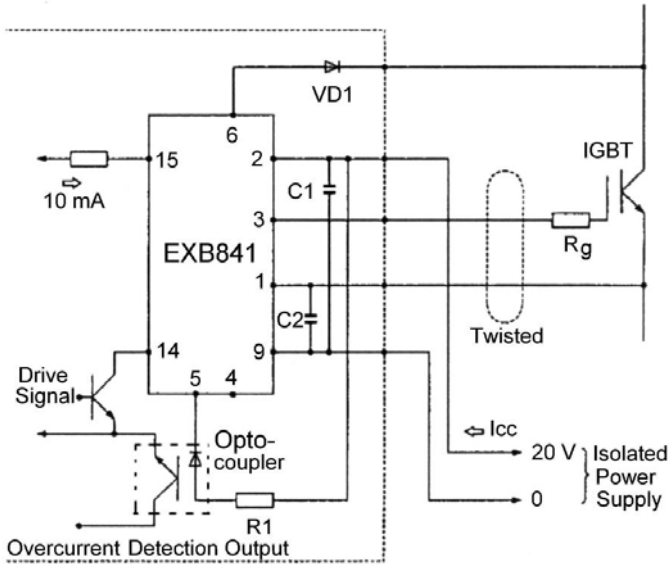 VD1
6
15
2
IGBT
10 mA
C1
3
EXB841
Rg
1
C2
Twisted
14
9
Drive
Signal
5
4
Opto-
coupler
Icc
20 V
Isolated
Power
Supply
0
R1
Overcurrent Detection Output